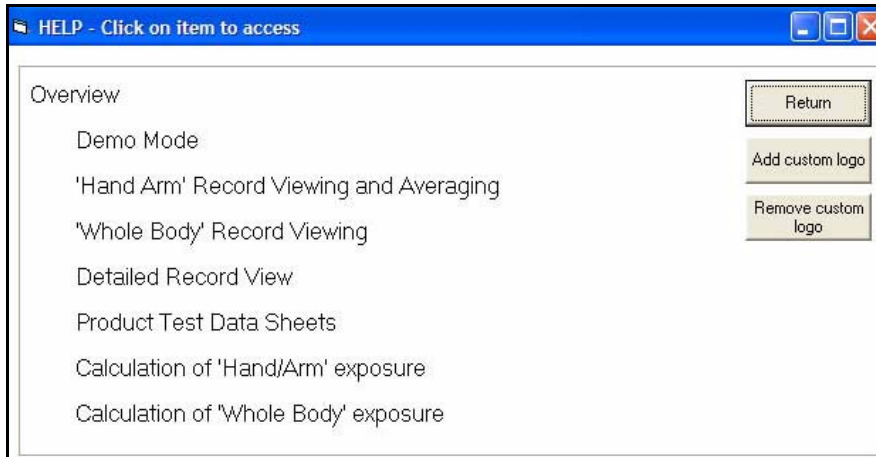 HELP - Click on item to access
Overview
Demo Mode
'Hand Arm' Record Viewing and Averaging
'Whole Body' Record Viewing
Detailed Record View
Product Test Data Sheets
Calculation of 'Hand/Arm' exposure
Calculation of 'Whole Body' exposure
Return
Add custom logo
Remove custom
logo